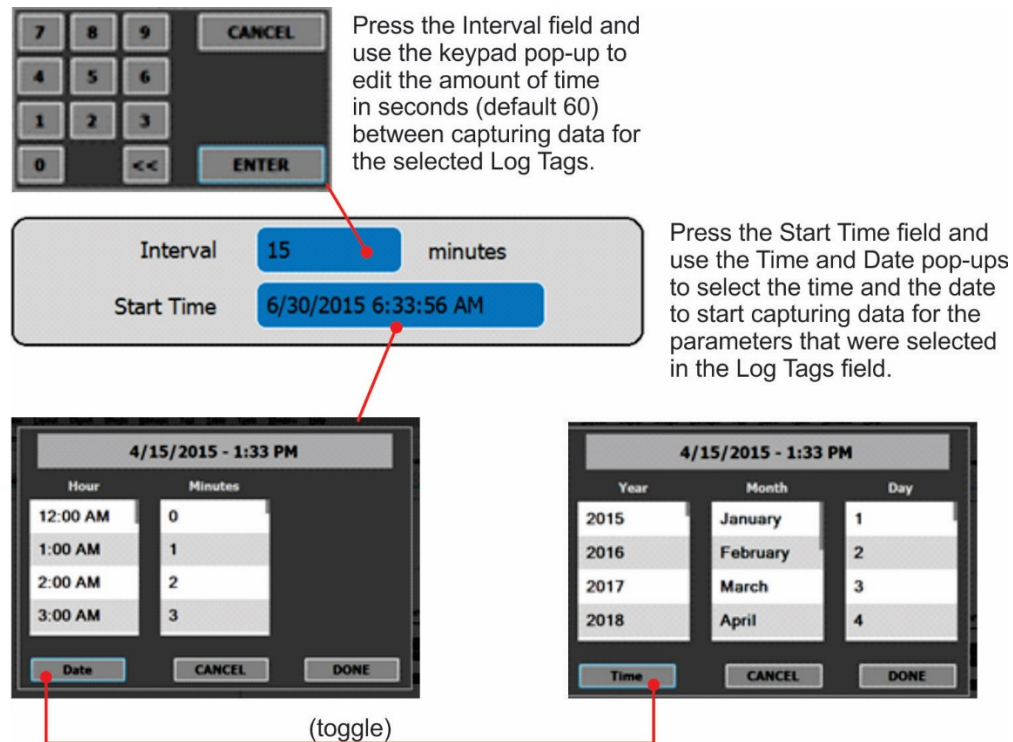 7 8 9 CANCEL
4 5 6
1 2 3
0 << ENTER
Press the Interval field and
use the keypad pop-up to
edit the amount of time
in seconds (default 60)
between capturing data for
the selected Log Tags.
Interval 15 minutes
Start Time 6/30/2015 6:33:56 AM
Press the Start Time field and
use the Time and Date pop-ups
to select the time and the date
to start capturing data for the
parameters that were selected
in the Log Tags field.
4/15/2015 - 1:33 PM
Hour Minutes
12:00 AM 0
1:00 AM 1
2:00 AM 2
3:00 AM 3
Date CANCEL DONE
4/15/2015 - 1:33 PM
Year Month Day
2015 January 1
2016 February 2
2017 March 3
2018 April 4
Time CANCEL DONE
(toggle)